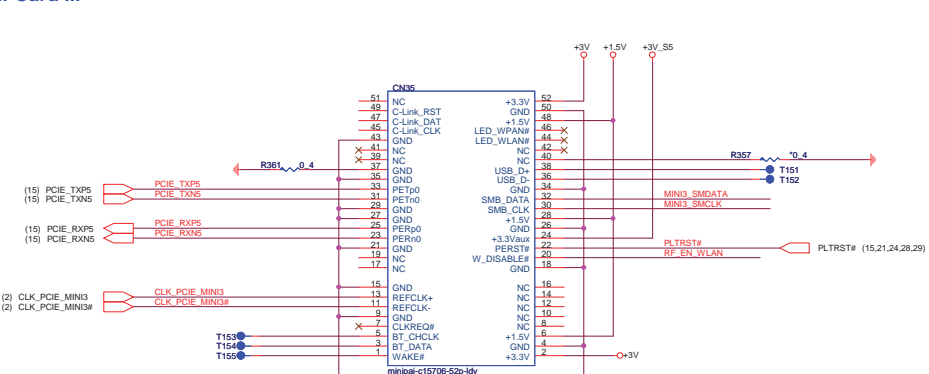 +3V +1.5V +3V_S5
CN35
51 NC +3.3V 52
49 C-Link_RST GND 50
47 C-Link_DAT +1.5V 48
45 C-Link_CLK LED_WPAN# 46
43 GND LED_WLAN# 44
41 NC NC 42
39 NC NC 40 R357 *0_4
R361 0_4 37 GND USB_D+ 38 T151
35 GND USB_D- 36 T152
(15) PCIE_TXP5 PCIE_TXP5 33 PETp0 GND 34
(15) PCIE_TXN5 PCIE_TXN5 31 PETn0 SMB_DATA 32 MINI3_SMDATA
29 GND SMB_CLK 30 MINI3_SMCLK
27 GND +1.5V 28
(15) PCIE_RXP5 PCIE_RXP5 25 PERp0 GND 26
(15) PCIE_RXN5 PCIE_RXN5 23 PERn0 +3.3Vaux 24
21 GND PERST# 22 PLTRST# PLTRST# (15,21,24,28,29)
19 NC W_DISABLE# 20 RF_EN_WLAN
17 NC GND 18
15 GND NC 16
(2) CLK_PCIE_MINI3 CLK_PCIE_MINI3 13 REFCLK+ NC 14
(2) CLK_PCIE_MINI3# CLK_PCIE_MINI3# 11 REFCLK- NC 12
9 GND NC 10
7 CLKREQ# NC 8
T153 5 BT_CHCLK +1.5V 6
T154 3 BT_DATA GND 4
T155 1 WAKE# +3.3V 2 +3V
minipai-c15706-52p-ldv